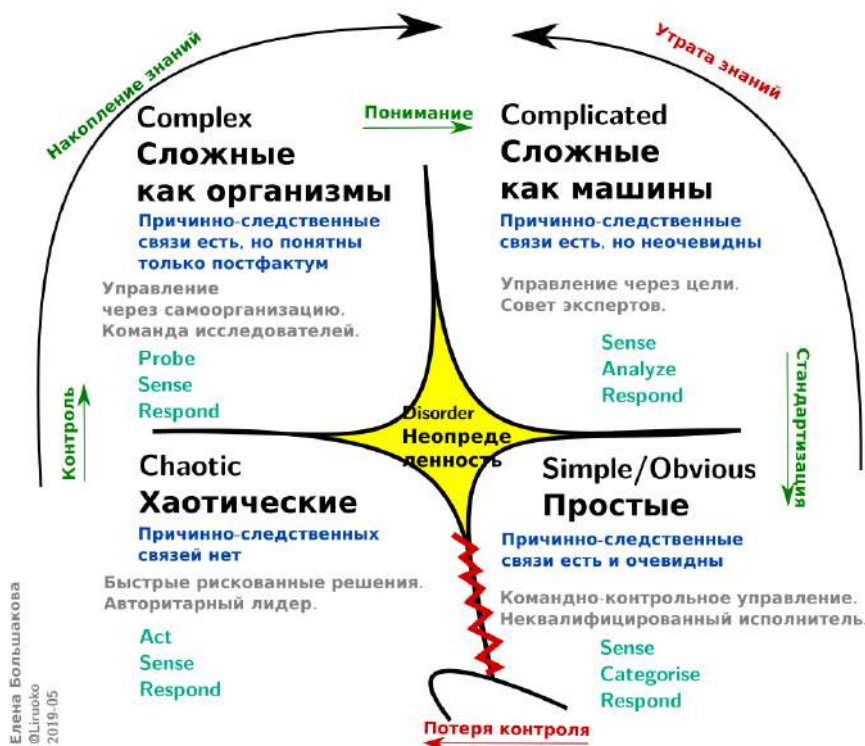 Накопление знаний
Утрата знаний
Complex
Сложные
как организмы
Причинно-следственные
связи есть, но понятны
только постфактум
Управление
через самоорганизацию.
Команда исследователей.
Probe
Sense
Respond
Понимание
Complicated
Сложные
как машины
Причинно-следственные
связи есть, но неочевидны
Управление через цели.
Совет экспертов.
Sense
Analyze
Respond
Контроль
Стандартизация
Disorder
Неопреде
ленность
Chaotic
Хаотические
Причинно-следственных
связей нет
Быстрые рискованные решения.
Авторитарный лидер.
Act
Sense
Respond
Simple/Obvious
Простые
Причинно-следственные
связи есть и очевидны
Командно-контрольное управление.
Неквалифицированный исполнитель.
Sense
Categorise
Respond
Потеря контроля
Елена Большакова
@Liruoko
2019-05